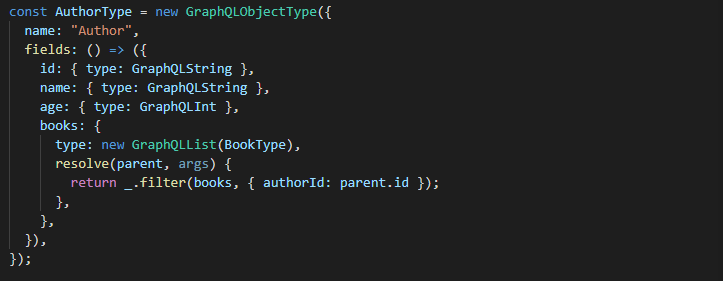 const AuthorType = new GraphQLObjectType({
  name: "Author",
  fields: () => ({
    id: { type: GraphQLString },
    name: { type: GraphQLString },
    age: { type: GraphQLInt },
    books: {
      type: new GraphQLList(BookType),
      resolve(parent, args) {
        return _.filter(books, { authorId: parent.id });
      },
    },
  }),
});